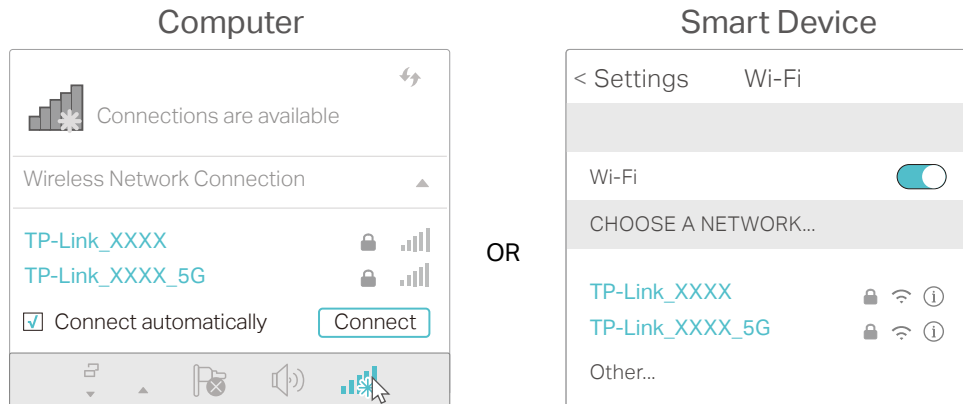 Computer
Connections are available
Wireless Network Connection
TP-Link_XXXX
TP-Link_XXXX_5G
Connect automatically
Connect
OR
Smart Device
< Settings Wi-Fi
Wi-Fi
CHOOSE A NETWORK...
TP-Link_XXXX
TP-Link_XXXX_5G
Other...